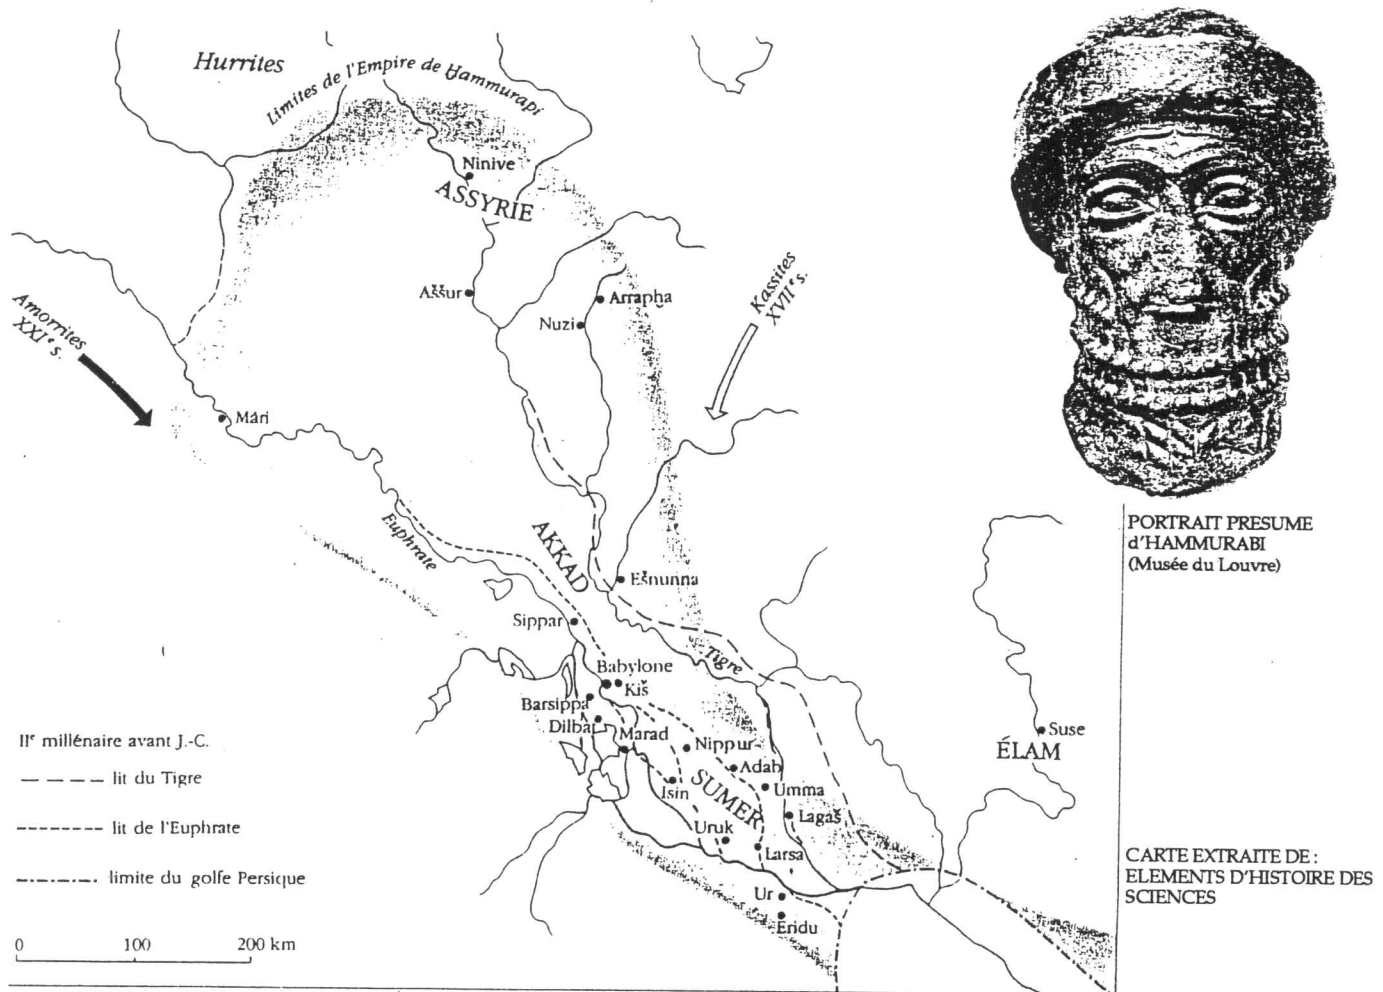 Hurrites
Limites de l'Empire de Ḫammurapi
Ninive
ASSYRIE
Aššur
Arrapha
Nuzi
Kassites
XVIIe s.
Amorrites
XXIe s.
Mâri
Euphrate
AKKAD
Ešnunna
Sippar
Tigre
Babylone
Kiš
Barsippa
Dilbat
Marad
Nippur
Adab
Isin
SUMER
Umma
Lagaš
Uruk
Larsa
Ur
Eridu
Suse
ÉLAM
IIe millénaire avant J.-C.
lit du Tigre
lit de l'Euphrate
limite du golfe Persique
0 100 200 km
PORTRAIT PRESUME
d'HAMMURABI
(Musée du Louvre)
CARTE EXTRAITE DE :
ELEMENTS D'HISTOIRE DES
SCIENCES